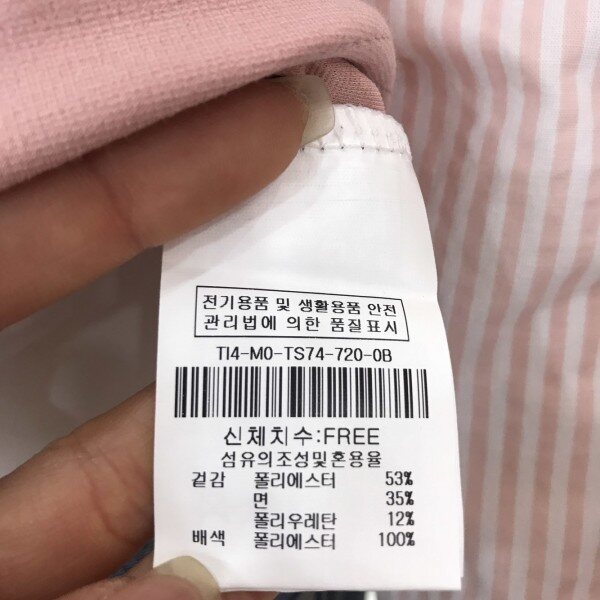 전기용품 및 생활용품 안전
관리법에 의한 품질표시
TI4-M0-TS74-720-0B
신체치수:FREE
섬유의조성및혼용율
겉감 폴리에스터 53%
면 35%
폴리우레탄 12%
배색 폴리에스터 100%